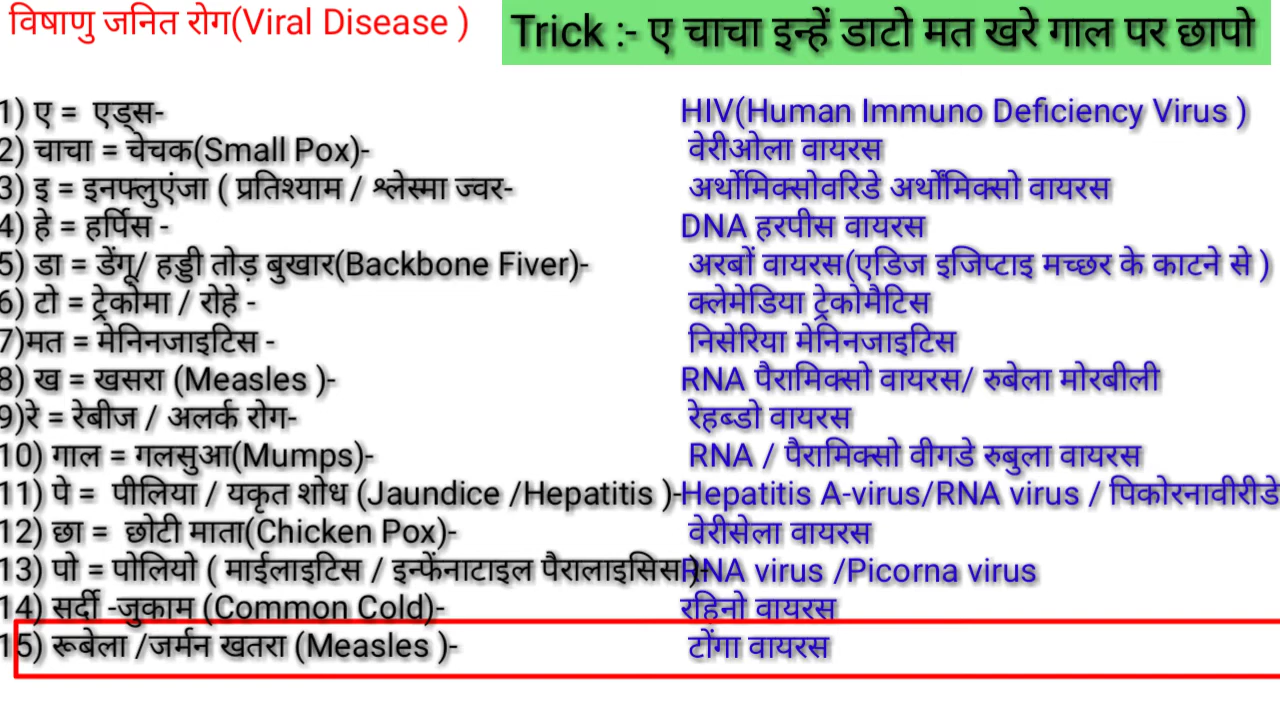 विषाणु जनित रोग(Viral Disease )
Trick :- ए चाचा इन्हें डाटो मत खरे गाल पर छापो
1) ए = एड्स- HIV(Human Immuno Deficiency Virus )
2) चाचा = चेचक(Small Pox)- वेरीओला वायरस
3) इ = इनफ्लुएंजा ( प्रतिश्याम / श्लेस्मा ज्वर- अर्थोमिक्सोवरिडे अर्थोंमिक्सो वायरस
4) हे = हर्पिस - DNA हरपीस वायरस
5) डा = डेंगू/ हड्डी तोड़ बुखार(Backbone Fiver)- अरबों वायरस(एडिज इजिप्टाइ मच्छर के काटने से )
6) टो = ट्रेकोमा / रोहे - क्लेमेडिया ट्रेकोमैटिस
7)मत = मेनिनजाइटिस - निसेरिया मेनिनजाइटिस
8) ख = खसरा (Measles )- RNA पैरामिक्सो वायरस/ रुबेला मोरबीली
9)रे = रेबीज / अलर्क रोग- रेहब्डो वायरस
10) गाल = गलसुआ(Mumps)- RNA / पैरामिक्सो वीगडे रुबुला वायरस
11) पे = पीलिया / यकृत शोध (Jaundice /Hepatitis )- Hepatitis A-virus/RNA virus / पिकोरनावीरीडे
12) छा = छोटी माता(Chicken Pox)- वेरीसेला वायरस
13) पो = पोलियो ( माईलाइटिस / इन्फेंनाटाइल पैरालाइसिस )- RNA virus /Picorna virus
14) सर्दी -जुकाम (Common Cold)- रहिनो वायरस
15) रूबेला /जर्मन खतरा (Measles )- टोंगा वायरस